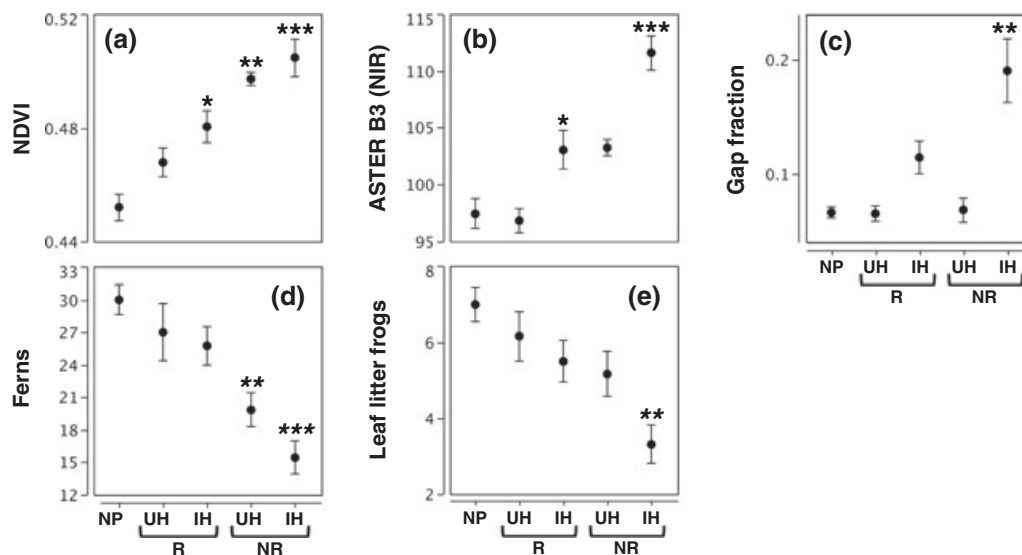 0.52
0.48
0.44
NDVI
(a)
*
**
***
115
110
105
100
95
ASTER B3 (NIR)
(b)
*
***
0.2
0.1
Gap fraction
(c)
**
NP UH IH UH IH
R NR
33
30
27
24
21
18
15
12
Ferns
(d)
**
***
NP UH IH UH IH
R NR
8
6
4
2
Leaf litter frogs
(e)
**
NP UH IH UH IH
R NR